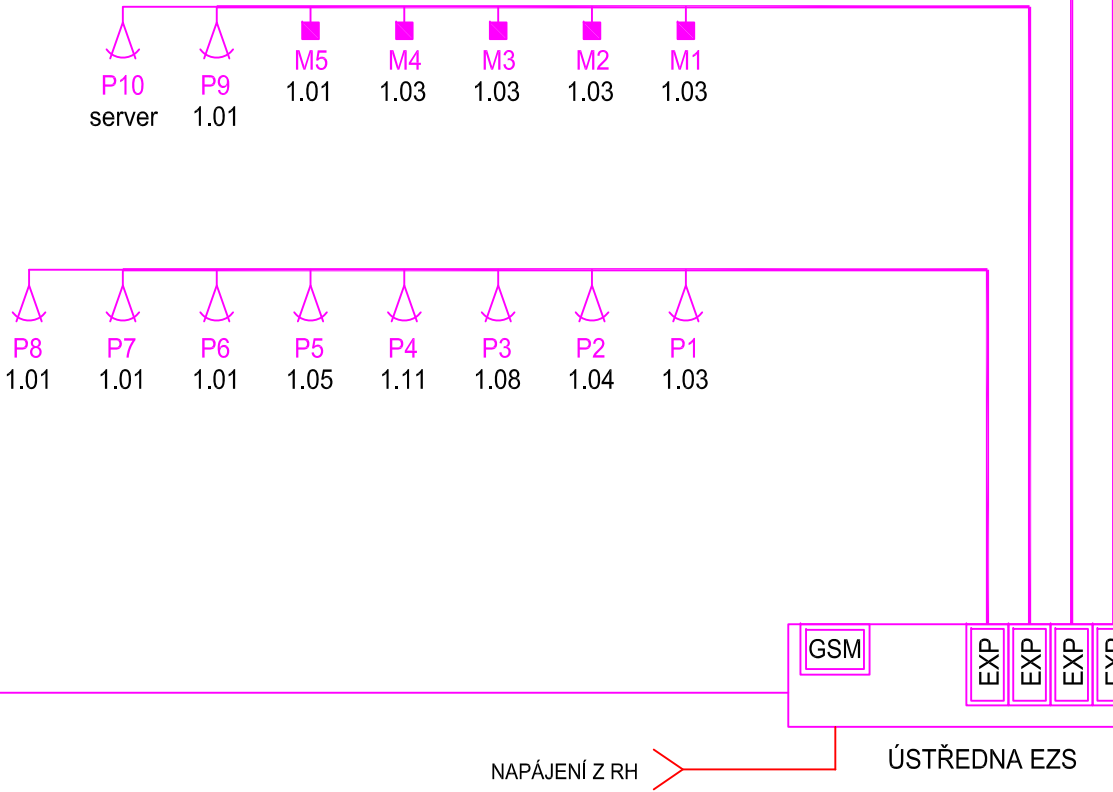 P10 P9 M5 M4 M3 M2 M1
server 1.01 1.01 1.03 1.03 1.03 1.03
P8 P7 P6 P5 P4 P3 P2 P1
1.01 1.01 1.01 1.05 1.11 1.08 1.04 1.03
GSM EXP EXP EXP EXP
NAPÁJENÍ Z RH
ÚSTŘEDNA EZS